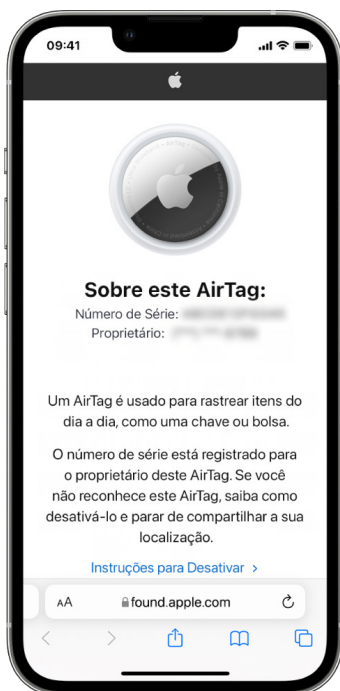 09:41
Sobre este AirTag:
Número de Série:
Proprietário:
Um AirTag é usado para rastrear itens do
dia a dia, como uma chave ou bolsa.
O número de série está registrado para
o proprietário deste AirTag. Se você
não reconhece este AirTag, saiba como
desativá-lo e parar de compartilhar a sua
localização.
Instruções para Desativar >
AA
found.apple.com